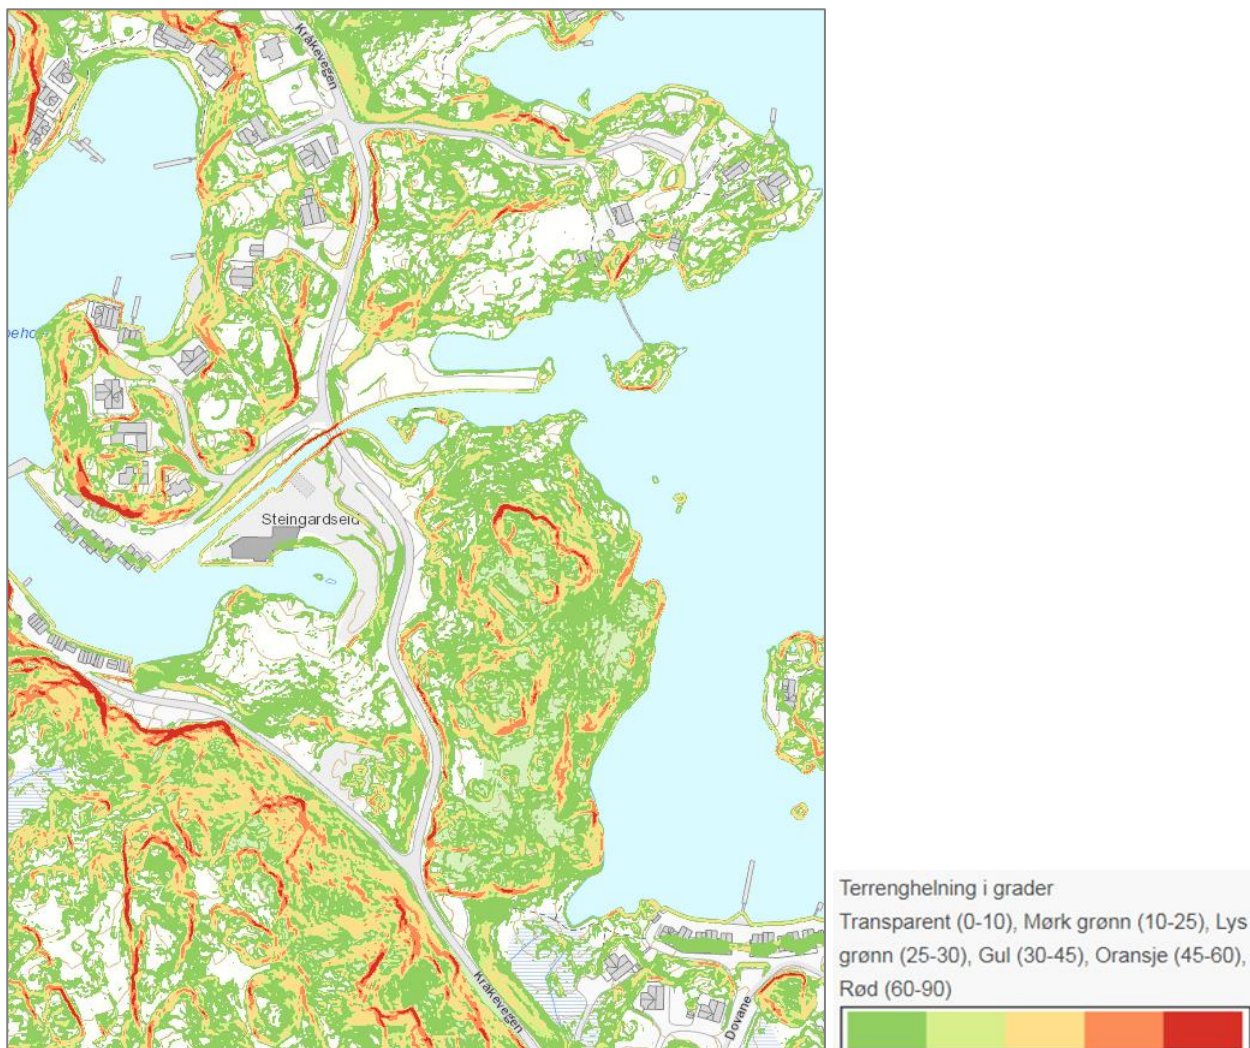 Kråkevegen
Steingardseid
Kråkevegen
Dovane
Terrenghelning i grader
Transparent (0-10), Mørk grønn (10-25), Lys
grønn (25-30), Gul (30-45), Oransje (45-60),
Rød (60-90)